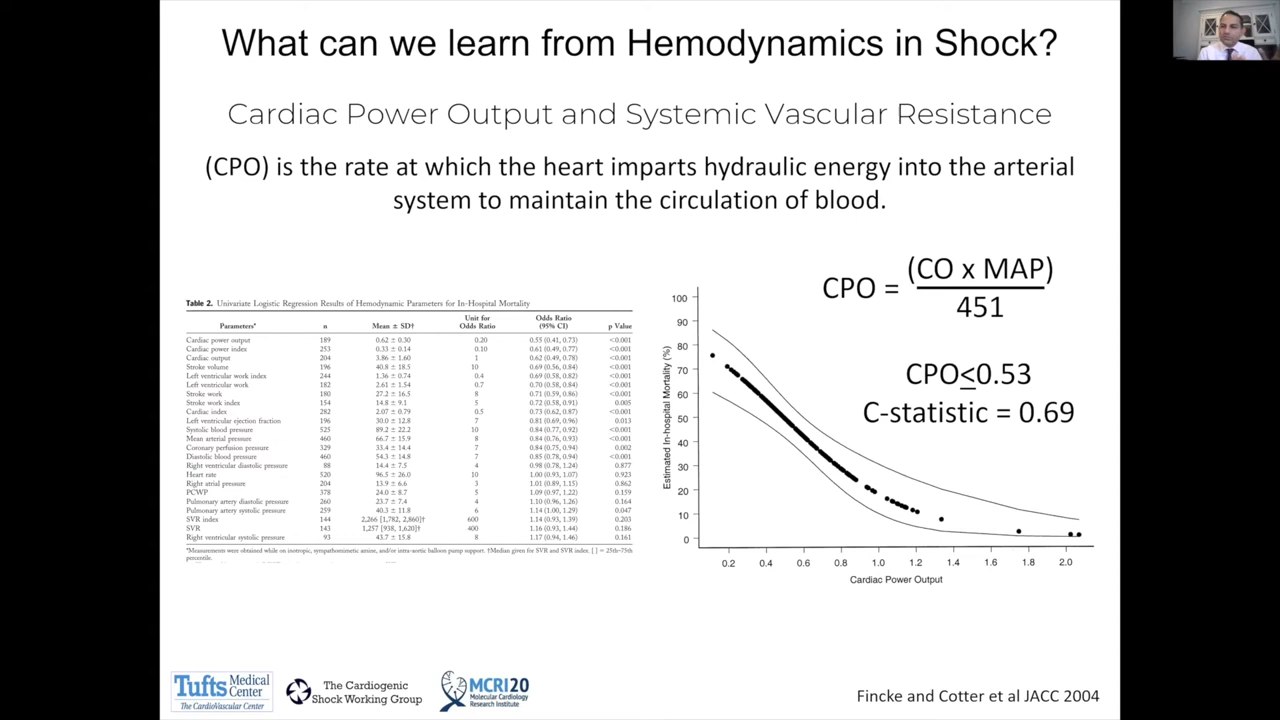 What can we learn from Hemodynamics in Shock?
Cardiac Power Output and Systemic Vascular Resistance
(CPO) is the rate at which the heart imparts hydraulic energy into the arterial
system to maintain the circulation of blood.
Table 2. Univariate Logistic Regression Results of Hemodynamic Parameters for In-Hospital Mortality
Parameters* n Mean ± SD† Unit for Odds Ratio Odds Ratio (95% CI) p Value
Cardiac power output 189 0.62 ± 0.30 0.20 0.55 (0.41, 0.73) <0.001
Cardiac power index 253 0.33 ± 0.14 0.10 0.61 (0.49, 0.77) <0.001
Cardiac output 204 3.86 ± 1.60 1 0.62 (0.49, 0.78) <0.001
Stroke volume 196 40.8 ± 18.5 10 0.69 (0.56, 0.84) <0.001
Left ventricular work index 244 1.36 ± 0.74 0.4 0.69 (0.58, 0.82) <0.001
Left ventricular work 182 2.61 ± 1.54 0.7 0.70 (0.58, 0.84) <0.001
Stroke work 180 27.2 ± 16.5 8 0.71 (0.59, 0.86) <0.001
Stroke work index 154 14.8 ± 9.1 5 0.72 (0.58, 0.91) 0.005
Cardiac index 282 2.07 ± 0.79 0.5 0.73 (0.62, 0.87) <0.001
Left ventricular ejection fraction 196 30.0 ± 12.8 7 0.81 (0.69, 0.96) 0.013
Systolic blood pressure 525 89.2 ± 22.2 10 0.84 (0.77, 0.92) <0.001
Mean arterial pressure 460 66.7 ± 15.9 8 0.84 (0.76, 0.93) <0.001
Coronary perfusion pressure 329 33.4 ± 14.4 7 0.84 (0.75, 0.94) 0.002
Diastolic blood pressure 460 54.3 ± 14.8 7 0.85 (0.78, 0.94) <0.001
Right ventricular diastolic pressure 88 14.4 ± 7.5 4 0.98 (0.78, 1.24) 0.877
Heart rate 520 96.5 ± 26.0 10 1.00 (0.93, 1.07) 0.923
Right atrial pressure 204 13.9 ± 6.6 3 1.01 (0.89, 1.15) 0.862
PCWP 378 24.0 ± 8.7 5 1.09 (0.97, 1.22) 0.159
Pulmonary artery diastolic pressure 260 23.7 ± 7.4 4 1.10 (0.96, 1.26) 0.164
Pulmonary artery systolic pressure 259 40.3 ± 11.8 6 1.14 (1.00, 1.29) 0.047
SVR index 144 2,266 [1,782, 2,860]† 600 1.14 (0.93, 1.39) 0.203
SVR 143 1,257 [938, 1,620]† 400 1.16 (0.93, 1.44) 0.186
Right ventricular systolic pressure 93 43.7 ± 15.8 8 1.17 (0.94, 1.46) 0.161
*Measurements were obtained while on inotropic, sympathomimetic amine, and/or intra-aortic balloon pump support. †Median given for SVR and SVR index. [ ] = 25th-75th
percentile.
CPO = (CO x MAP)
451
CPO≤0.53
C-statistic = 0.69
Estimated In-hospital Mortality (%)
100
90
80
70
60
50
40
30
20
10
0
0.2 0.4 0.6 0.8 1.0 1.2 1.4 1.6 1.8 2.0
Cardiac Power Output
Tufts Medical Center
The CardioVascular Center
The Cardiogenic
Shock Working Group
MCRI20
Molecular Cardiology
Research Institute
Fincke and Cotter et al JACC 2004